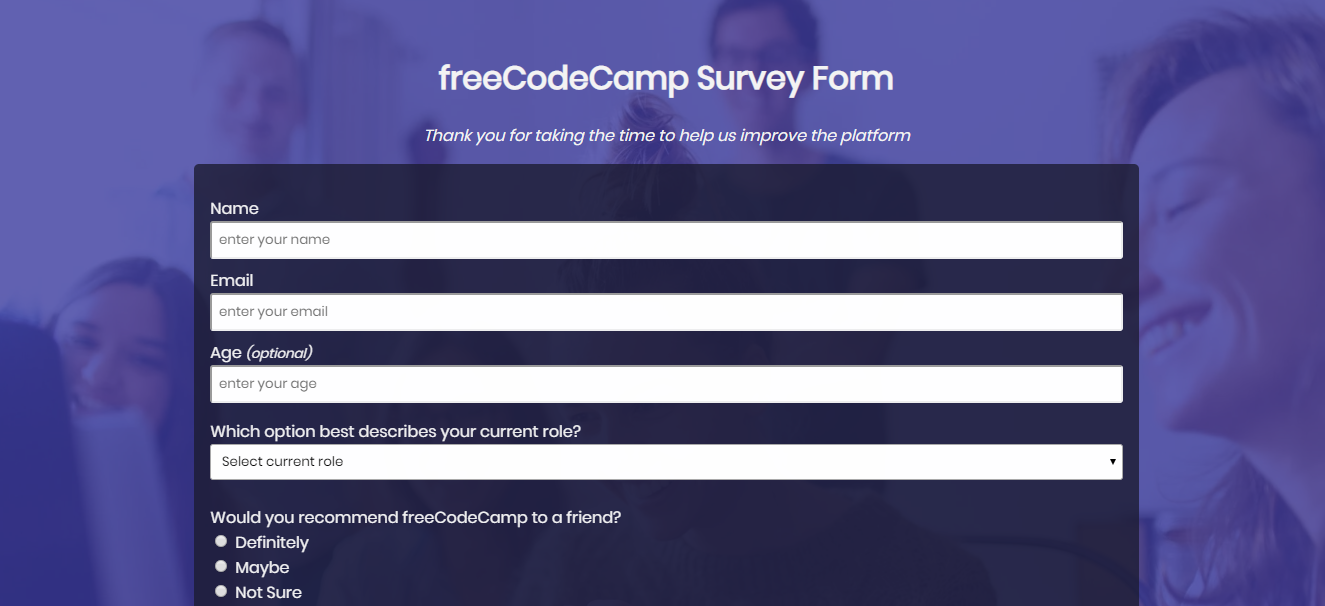 freeCodeCamp Survey Form
Thank you for taking the time to help us improve the platform
Name
enter your name
Email
enter your email
Age (optional)
enter your age
Which option best describes your current role?
Select current role
Would you recommend freeCodeCamp to a friend?
Definitely
Maybe
Not Sure